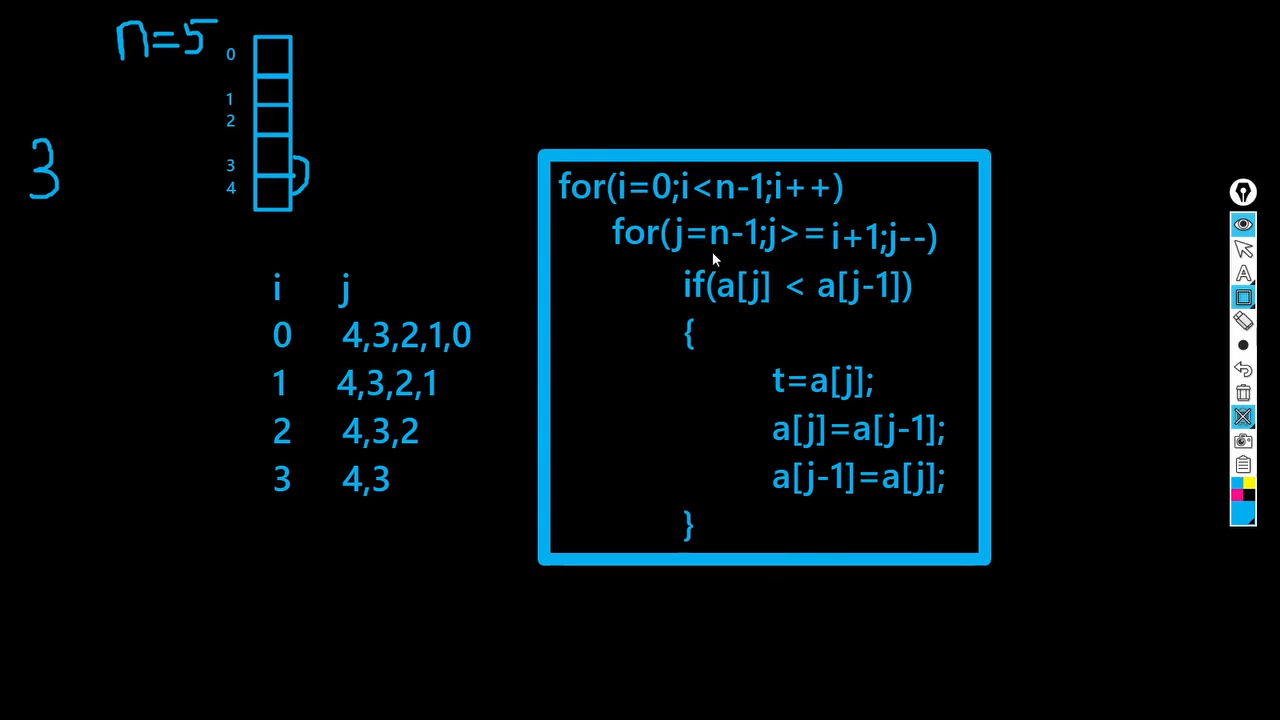 n=5
0
1
2
3
3
4
for(i=0;i<n-1;i++)
for(j=n-1;j>= i+1;j--)
if(a[j] < a[j-1])
{
t=a[j];
a[j]=a[j-1];
a[j-1]=a[j];
}
i j
0 4,3,2,1,0
1 4,3,2,1
2 4,3,2
3 4,3
A